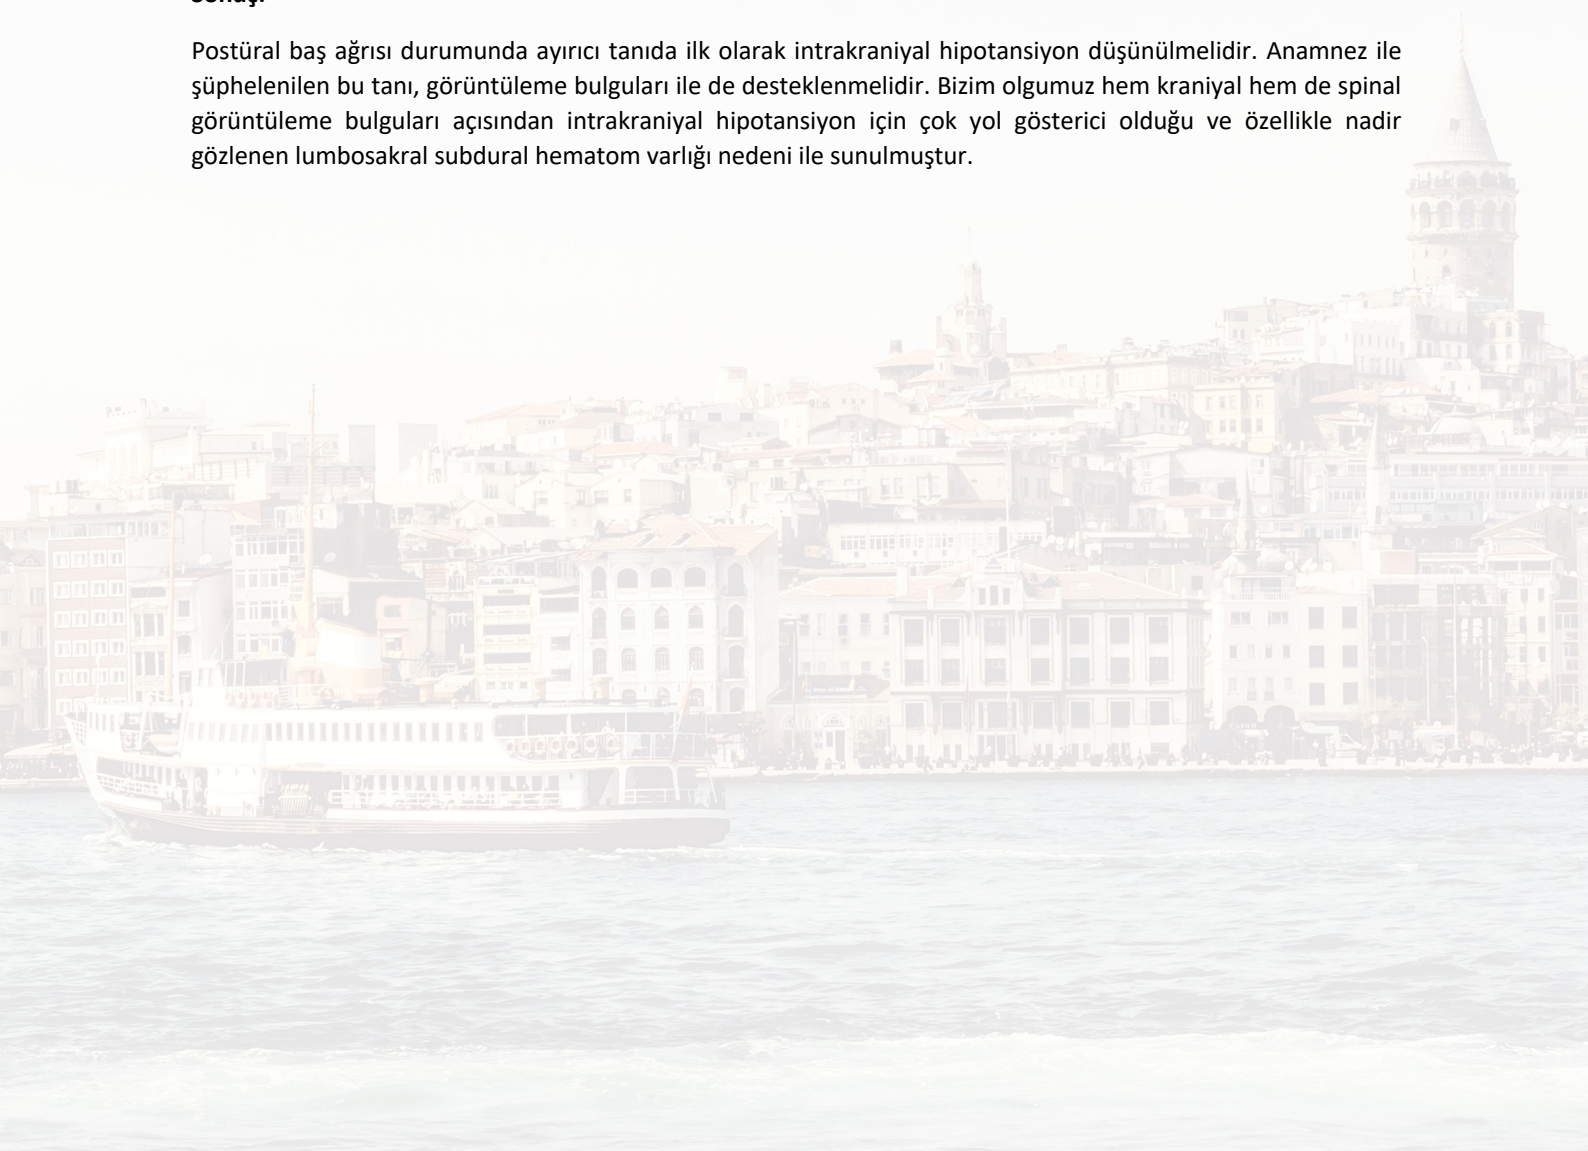 Sonuç:
Postüral baş ağrısı durumunda ayırıcı tanıda ilk olarak intrakraniyal hipotansiyon düşünülmelidir. Anamnez ile
şüphelenilen bu tanı, görüntüleme bulguları ile de desteklenmelidir. Bizim olgumuz hem kraniyal hem de spinal
görüntüleme bulguları açısından intrakraniyal hipotansiyon için çok yol gösterici olduğu ve özellikle nadir
gözlenen lumbosakral subdural hematom varlığı nedeni ile sunulmuştur.